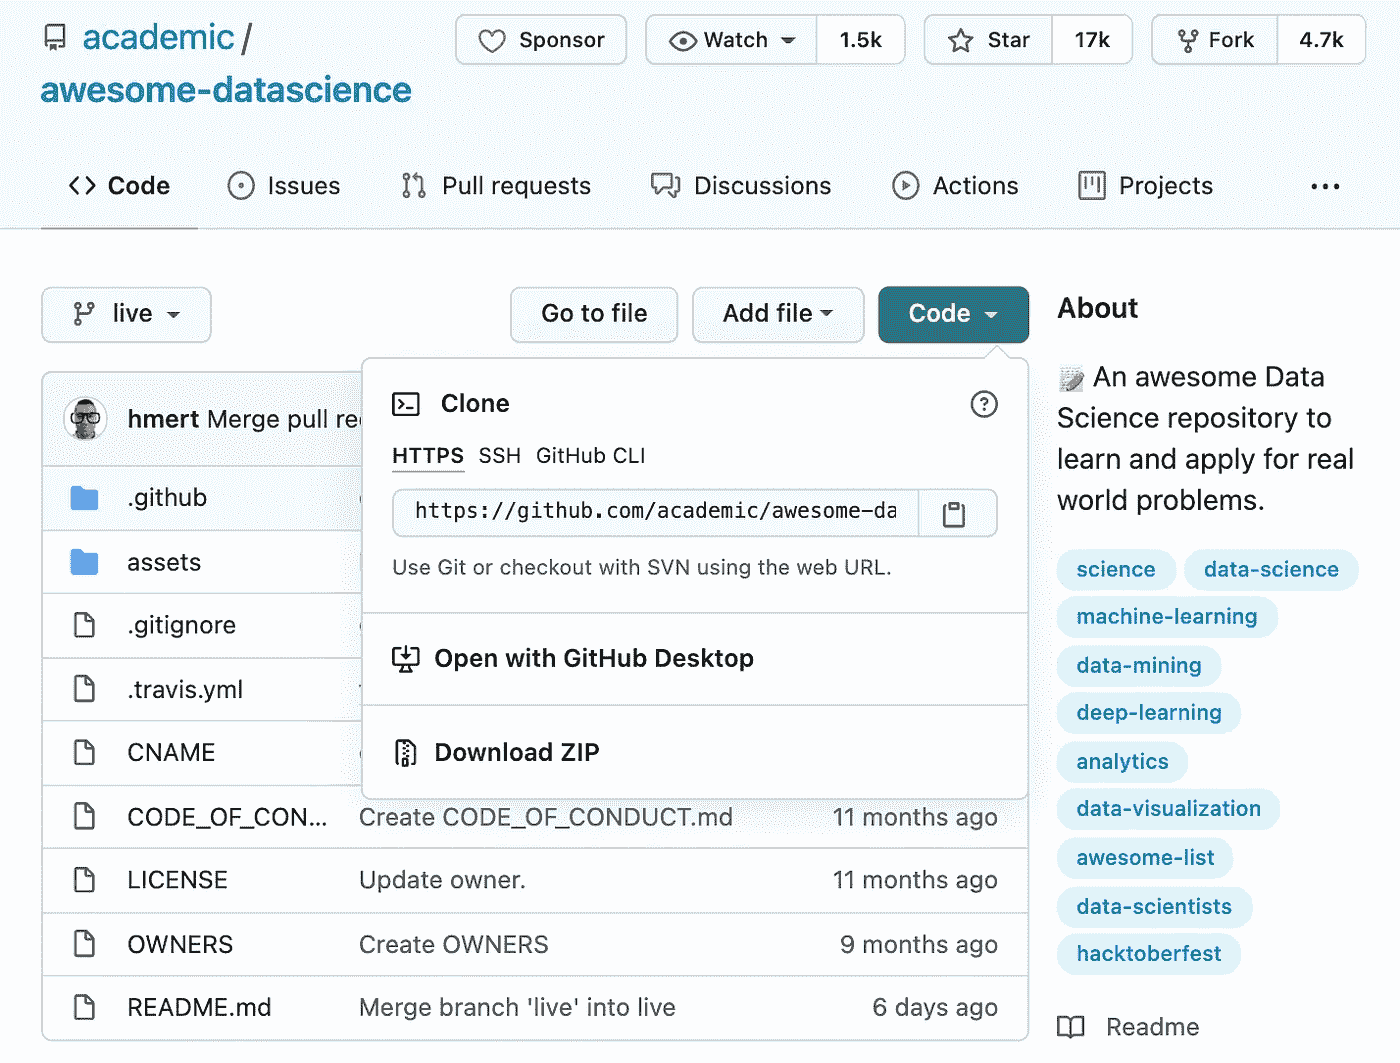 academic /
awesome-datascience
Sponsor
Watch 1.5k
Star 17k
Fork 4.7k
Code Issues Pull requests Discussions Actions Projects ...
live
Go to file
Add file
Code
hmert Merge pull
.github
assets
.gitignore
.travis.yml
CNAME
Clone
HTTPS SSH GitHub CLI
https://github.com/academic/awesome-da
Use Git or checkout with SVN using the web URL.
Open with GitHub Desktop
Download ZIP
CODE_OF_CON... Create CODE_OF_CONDUCT.md 11 months ago
LICENSE Update owner. 11 months ago
OWNERS Create OWNERS 9 months ago
README.md Merge branch 'live' into live 6 days ago
About
An awesome Data
Science repository to
learn and apply for real
world problems.
science data-science
machine-learning
data-mining
deep-learning
analytics
data-visualization
awesome-list
data-scientists
hacktoberfest
Readme